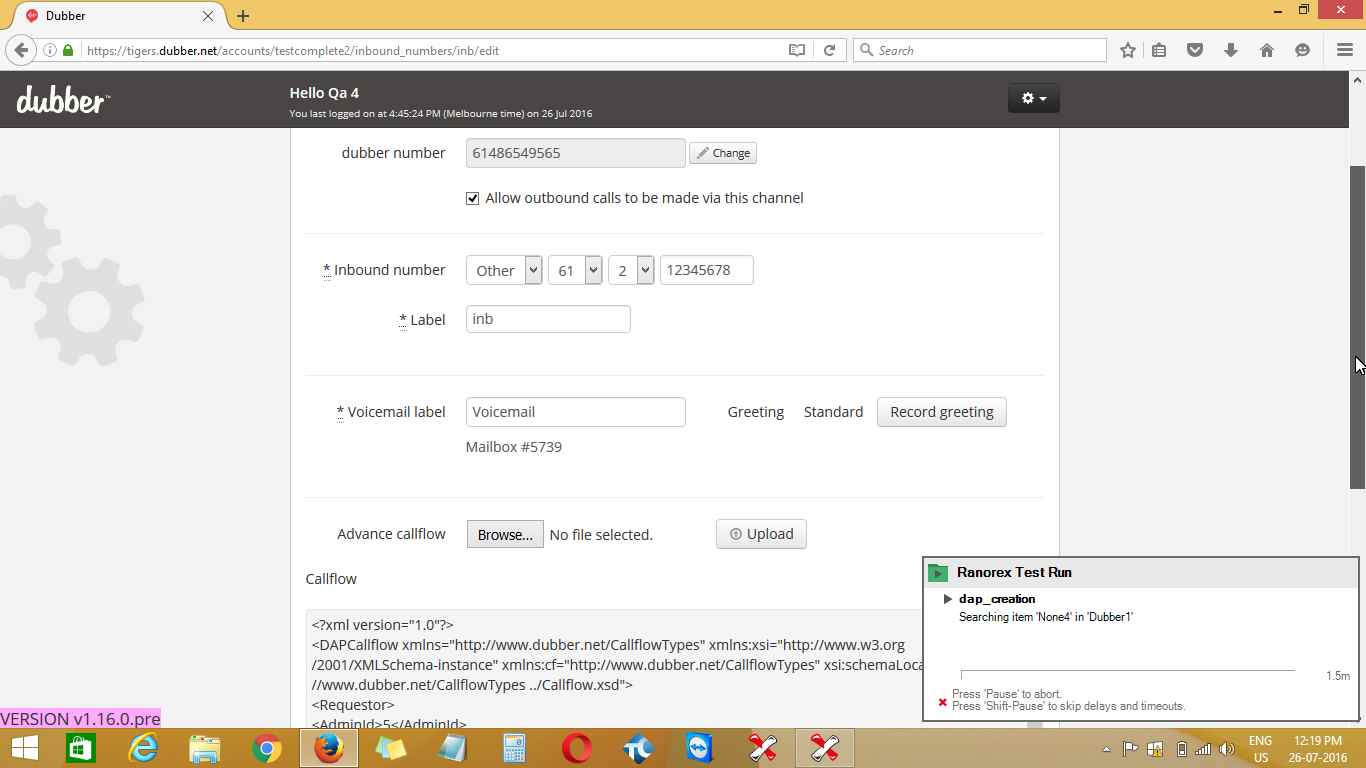 Dubber
https://tigers.dubber.net/accounts/testcomplete2/inbound_numbers/inb/edit
Search
dubber™
Hello Qa 4
You last logged on at 4:45:24 PM (Melbourne time) on 26 Jul 2016
dubber number 61486549565 Change
Allow outbound calls to be made via this channel
* Inbound number Other 61 2 12345678
* Label inb
* Voicemail label Voicemail Greeting Standard Record greeting
Mailbox #5739
Advance callflow Browse... No file selected. Upload
Callflow
<?xml version="1.0"?>
<DAPCallflow xmlns="http://www.dubber.net/CallflowTypes" xmlns:xsi="http://www.w3.org
/2001/XMLSchema-instance" xmlns:cf="http://www.dubber.net/CallflowTypes" xsi:schemaLoca
//www.dubber.net/CallflowTypes ../Callflow.xsd">
<Requestor>
<AdminId>5</AdminId>
Ranorex Test Run
dap_creation
Searching item 'None4' in 'Dubber1'
1.5m
Press 'Pause' to abort.
Press 'Shift-Pause' to skip delays and timeouts.
VERSION v1.16.0.pre
ENG
US
12:19 PM
26-07-2016